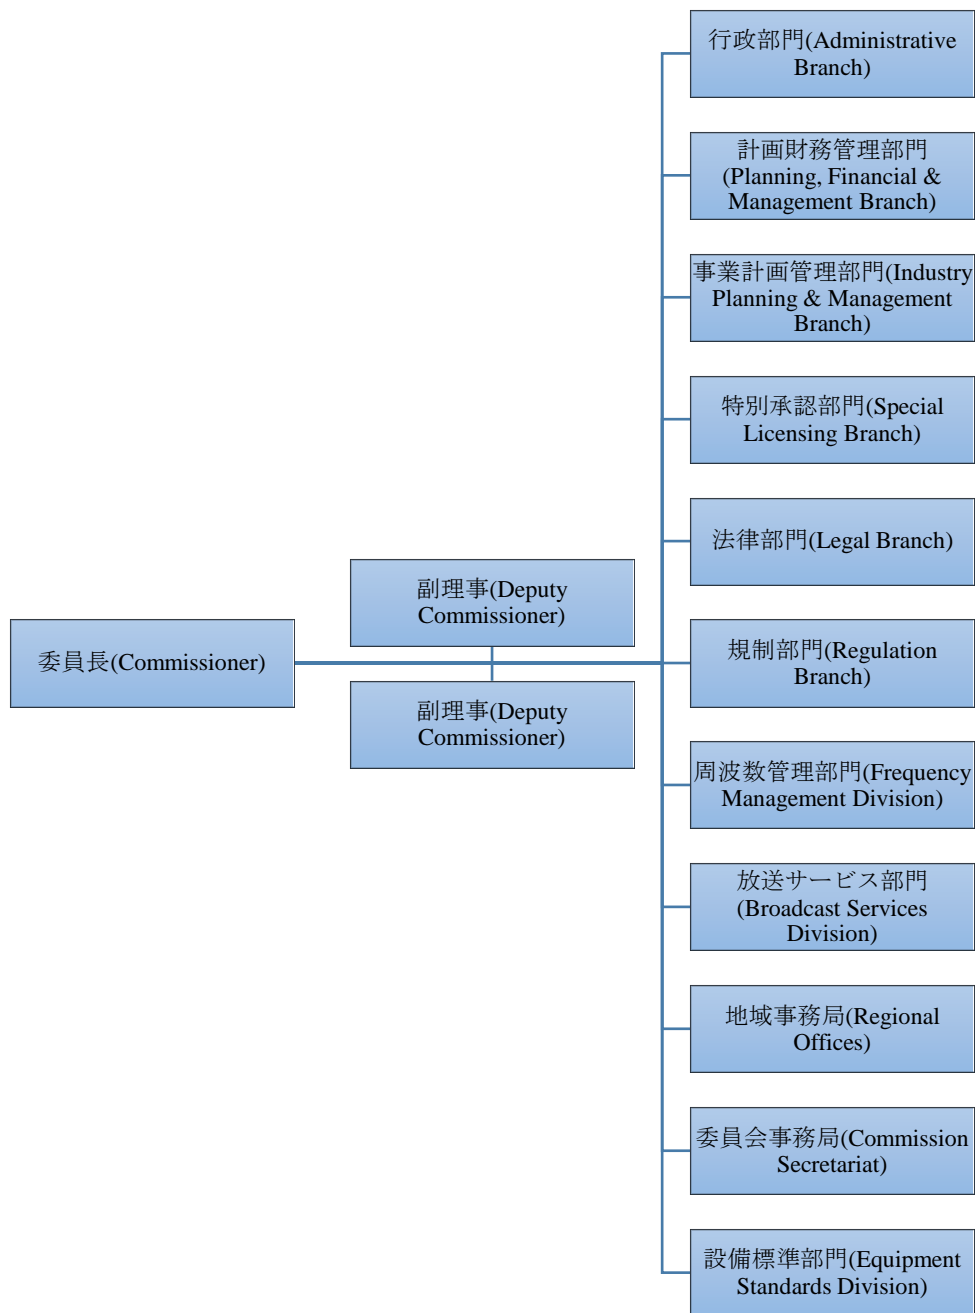 行政部門(Administrative
Branch)
計画財務管理部門
(Planning, Financial &
Management Branch)
事業計画管理部門(Industry
Planning & Management
Branch)
特別承認部門(Special
Licensing Branch)
法律部門(Legal Branch)
副理事(Deputy
Commissioner)
委員長(Commissioner)
規制部門(Regulation
Branch)
副理事(Deputy
Commissioner)
周波数管理部門(Frequency
Management Division)
放送サービス部門
(Broadcast Services
Division)
地域事務局(Regional
Offices)
委員会事務局(Commission
Secretariat)
設備標準部門(Equipment
Standards Division)